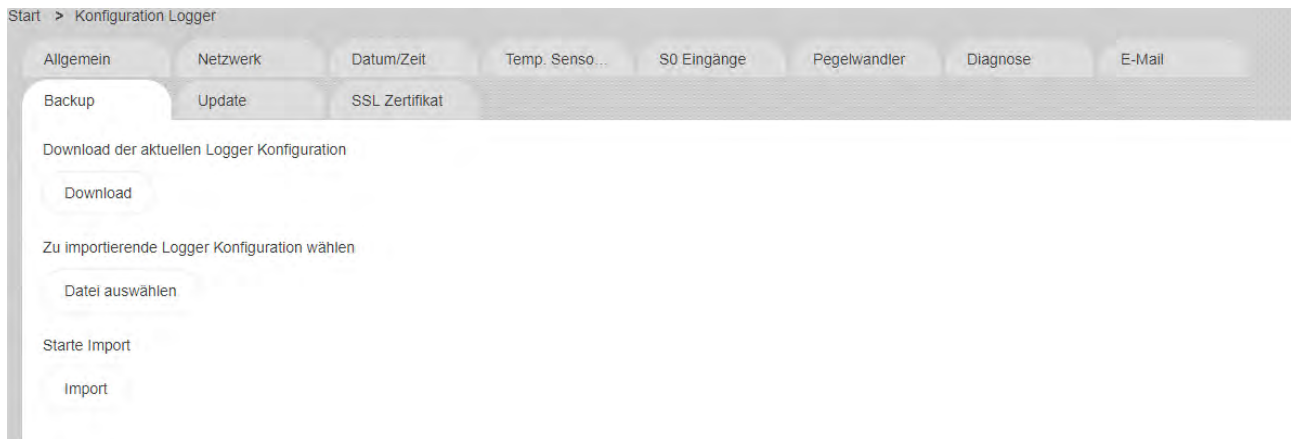 Start > Konfiguration Logger
Allgemein Netzwerk Datum/Zeit Temp. Senso... S0 Eingänge Pegelwandler Diagnose E-Mail
Backup Update SSL Zertifikat
Download der aktuellen Logger Konfiguration
Download
Zu importierende Logger Konfiguration wählen
Datei auswählen
Starte Import
Import